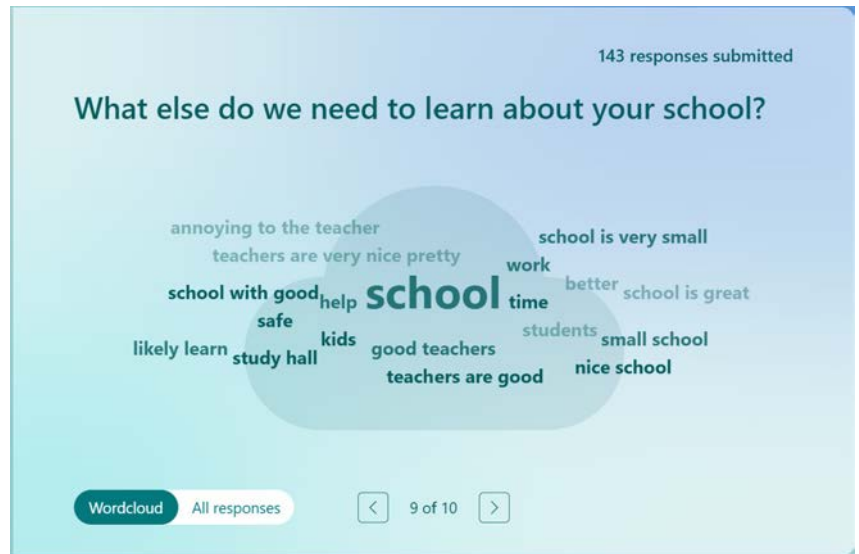 143 responses submitted
What else do we need to learn about your school?
annoying to the teacher
school is very small
teachers are very nice pretty
work
better
school is great
school with good
help
school
time
safe
students
kids
small school
likely learn
study hall
good teachers
nice school
teachers are good
Wordcloud
All responses
9 of 10